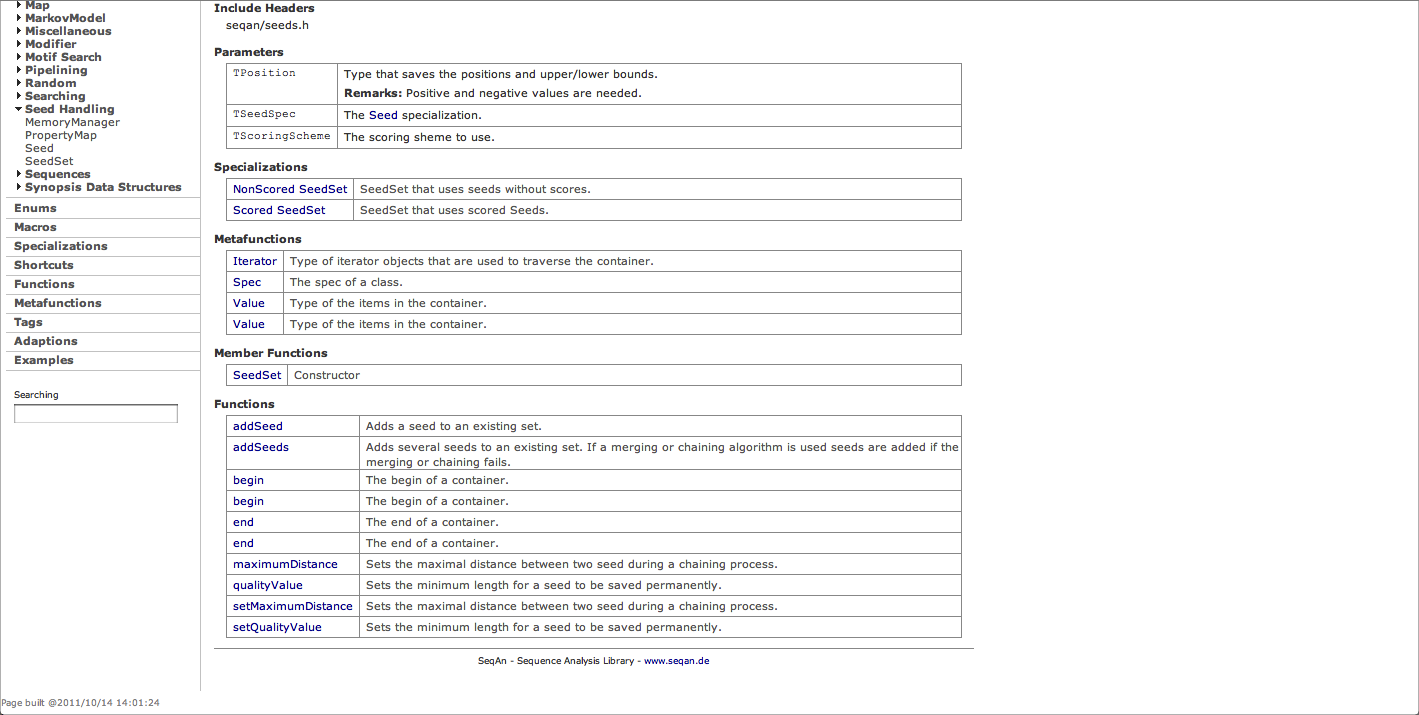 Map
MarkovModel
Miscellaneous
Modifier
Motif Search
Pipelining
Random
Searching
Seed Handling
MemoryManager
PropertyMap
Seed
SeedSet
Sequences
Synopsis Data Structures
Enums
Macros
Specializations
Shortcuts
Functions
Metafunctions
Tags
Adaptions
Examples
Searching
Include Headers
seqan/seeds.h
Parameters
TPosition Type that saves the positions and upper/lower bounds.
Remarks: Positive and negative values are needed.
TSeedSpec The Seed specialization.
TScoringScheme The scoring sheme to use.
Specializations
NonScored SeedSet SeedSet that uses seeds without scores.
Scored SeedSet SeedSet that uses scored Seeds.
Metafunctions
Iterator Type of iterator objects that are used to traverse the container.
Spec The spec of a class.
Value Type of the items in the container.
Value Type of the items in the container.
Member Functions
SeedSet Constructor
Functions
addSeed Adds a seed to an existing set.
addSeeds Adds several seeds to an existing set. If a merging or chaining algorithm is used seeds are added if the
merging or chaining fails.
begin The begin of a container.
begin The begin of a container.
end The end of a container.
end The end of a container.
maximumDistance Sets the maximal distance between two seed during a chaining process.
qualityValue Sets the minimum length for a seed to be saved permanently.
setMaximumDistance Sets the maximal distance between two seed during a chaining process.
setQualityValue Sets the minimum length for a seed to be saved permanently.
SeqAn - Sequence Analysis Library - www.seqan.de
Page built @2011/10/14 14:01:24